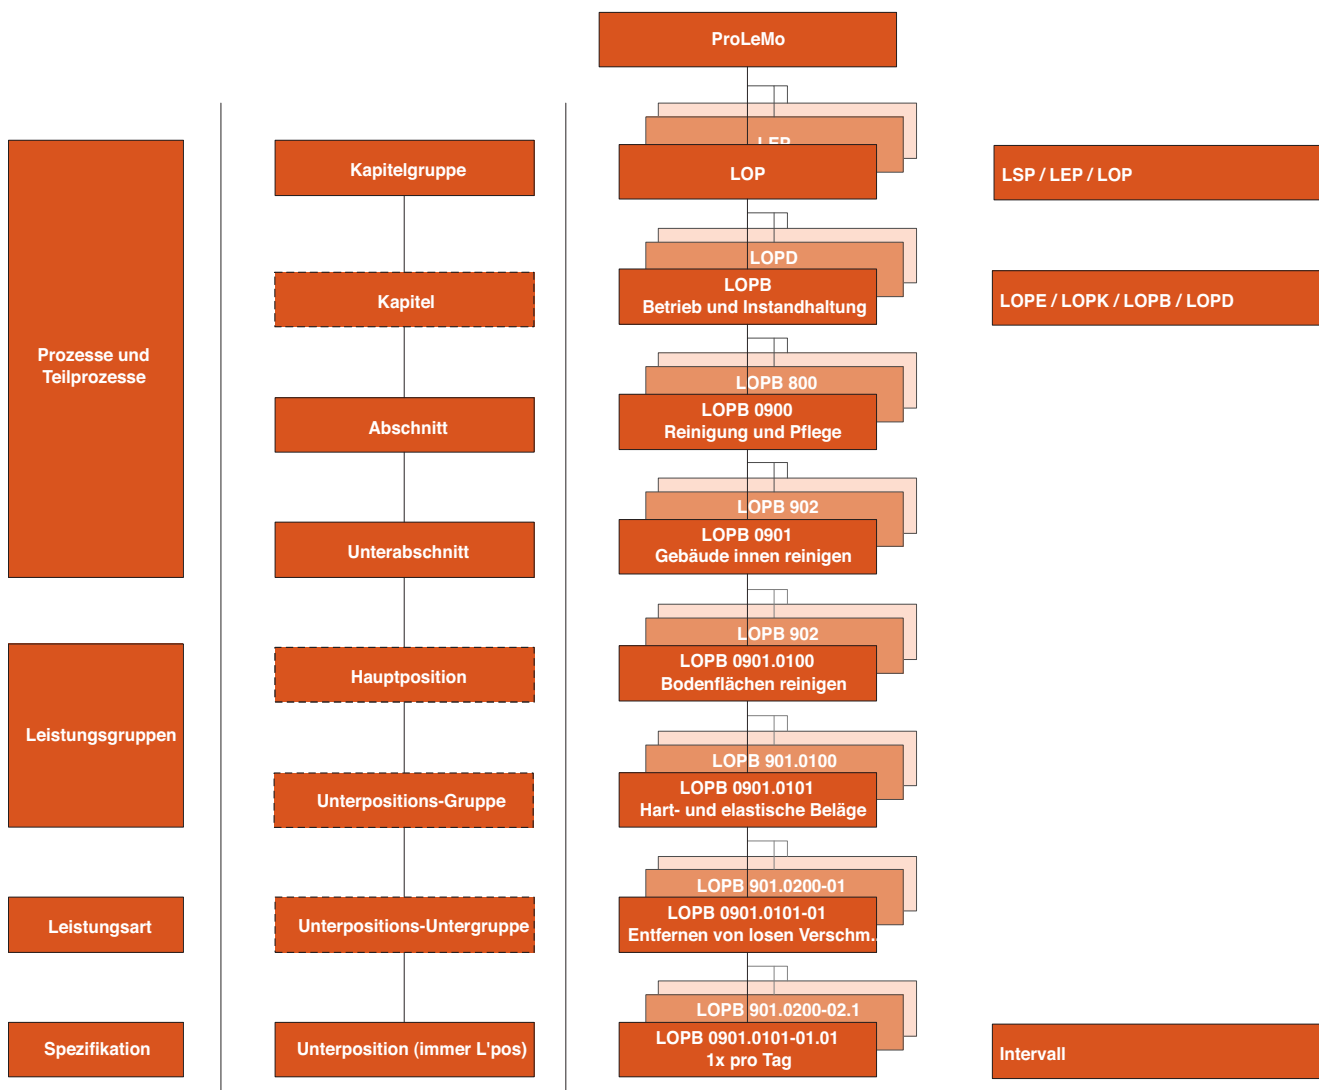 ProLeMo
LEP
Kapitelgruppe
LOP
LSP / LEP / LOP
LOPD
Kapitel
LOPB
Betrieb und Instandhaltung
LOPE / LOPK / LOPB / LOPD
Prozesse und
Teilprozesse
LOPB 800
Abschnitt
LOPB 0900
Reinigung und Pflege
LOPB 902
Unterabschnitt
LOPB 0901
Gebäude innen reinigen
LOPB 902
Hauptposition
LOPB 0901.0100
Bodenflächen reinigen
Leistungsgruppen
LOPB 901.0100
Unterpositions-Gruppe
LOPB 0901.0101
Hart- und elastische Beläge
LOPB 901.0200-01
Leistungsart
Unterpositions-Untergruppe
LOPB 0901.0101-01
Entfernen von losen Verschm..
LOPB 901.0200-02.1
Spezifikation
Unterposition (immer L'pos)
LOPB 0901.0101-01.01
1x pro Tag
Intervall